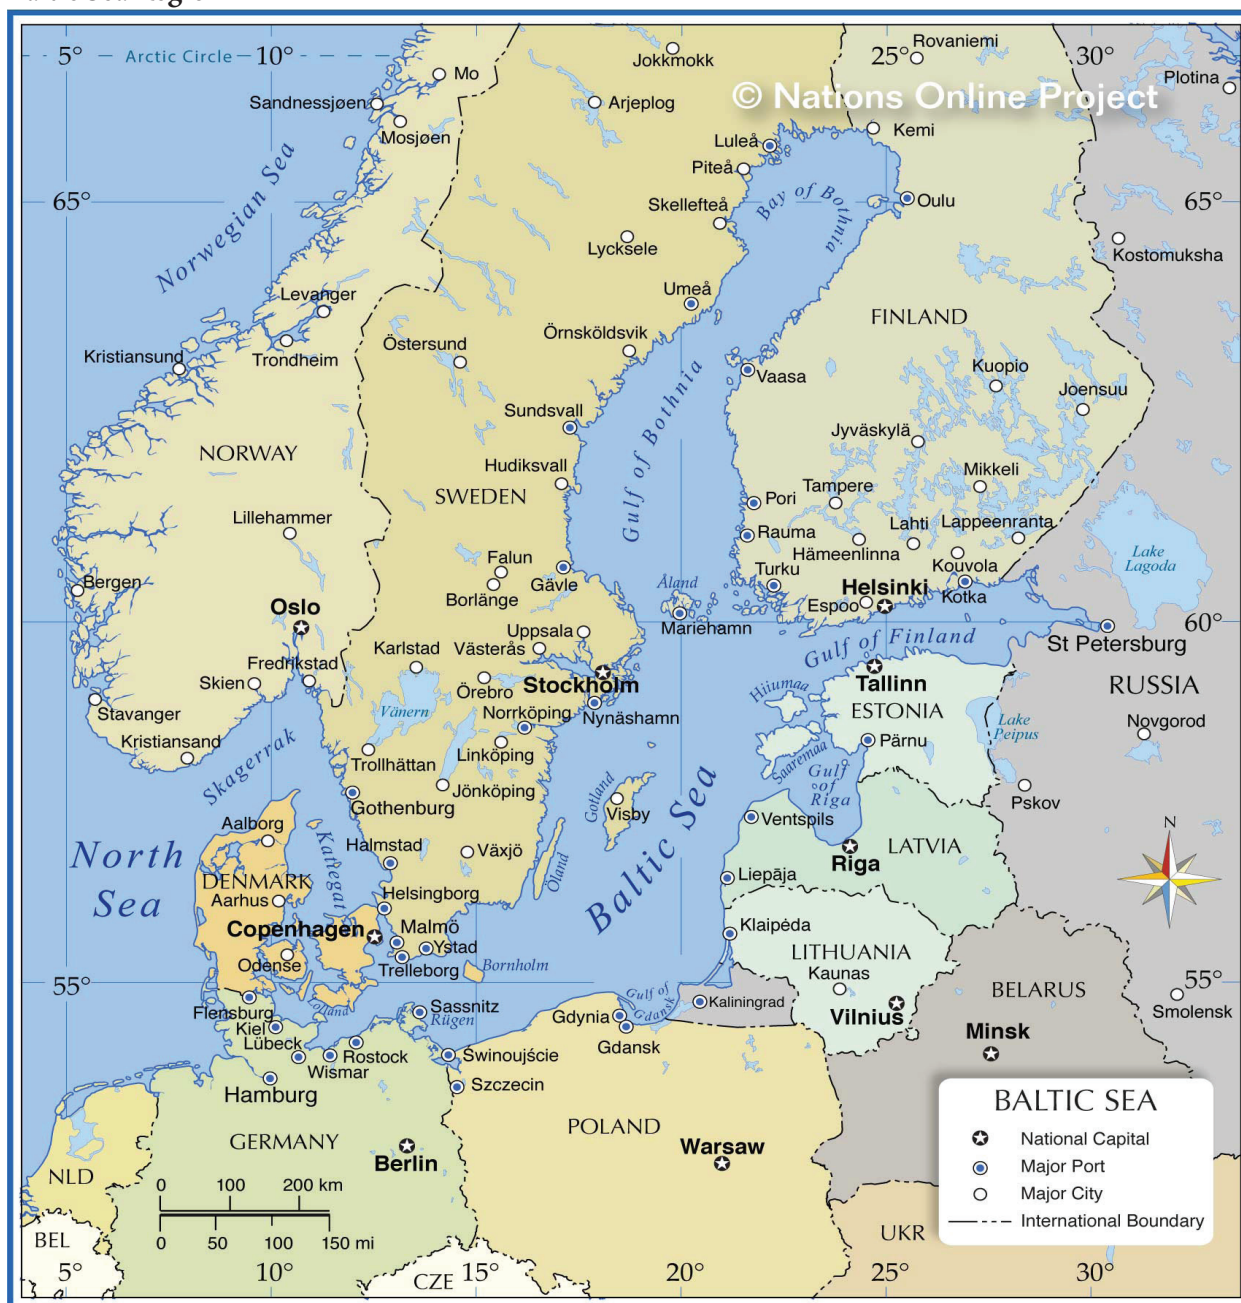 5°
10°
25°
30°
Arctic Circle
Mo
Jokkmokk
Rovaniemi
Plotina
Sandnessjøen
Arjeplog
© Nations Online Project
Mosjøen
Kemi
Luleå
Piteå
65°
Norwegian Sea
Skellefteå
Bay of Bothnia
Oulu
65°
Lycksele
Kostomuksha
Levanger
Umeå
Trondheim
Östersund
Örnsköldsvik
FINLAND
Kristiansund
Vaasa
Kuopio
Joensuu
Sundsvall
Gulf of Bothnia
Jyväskylä
NORWAY
Hudiksvall
Mikkeli
SWEDEN
Pori
Tampere
Lillehammer
Rauma
Lahti
Lappeenranta
Hämeenlinna
Falun
Lake
Lagoda
Gävle
Turku
Kouvola
Bergen
Borlänge
Åland
Helsinki
Oslo
Espoo
Kotka
Uppsala
Mariehamn
60°
Västerås
Gulf of Finland
St Petersburg
Fredrikstad
Karlstad
Skien
Örebro
Stockholm
Tallinn
RUSSIA
Hiiumaa
Stavanger
Vänern
Norrköping
Nynäshamn
ESTONIA
Novgorod
Lake
Peipus
Kristiansand
Skagerrak
Trollhättan
Linköping
Pärnu
Saaremaa
Gulf
of
Riga
Jönköping
Pskov
Gothenburg
Gotland
Visby
Baltic Sea
Ventspils
N
Aalborg
Kattegat
Halmstad
Växjö
LATVIA
North
Sea
Öland
Riga
DENMARK
Liepāja
Aarhus
Helsingborg
Copenhagen
Malmö
Klaipėda
Ystad
LITHUANIA
Odense
Trelleborg
Bornholm
Kaunas
55°
55°
BELARUS
Flensburg
Lolland
Sassnitz
Rügen
Gulf of
Gdansk
Kaliningrad
Vilnius
Smolensk
Kiel
Gdynia
Minsk
Lübeck
Rostock
Gdansk
Wismar
Świnoujście
Hamburg
Szczecin
BALTIC SEA
National Capital
Major Port
Major City
International Boundary
GERMANY
POLAND
Warsaw
Berlin
NLD
0 100 200 km
0 50 100 150 mi
BEL
CZE
UKR
5°
10°
15°
20°
25°
30°